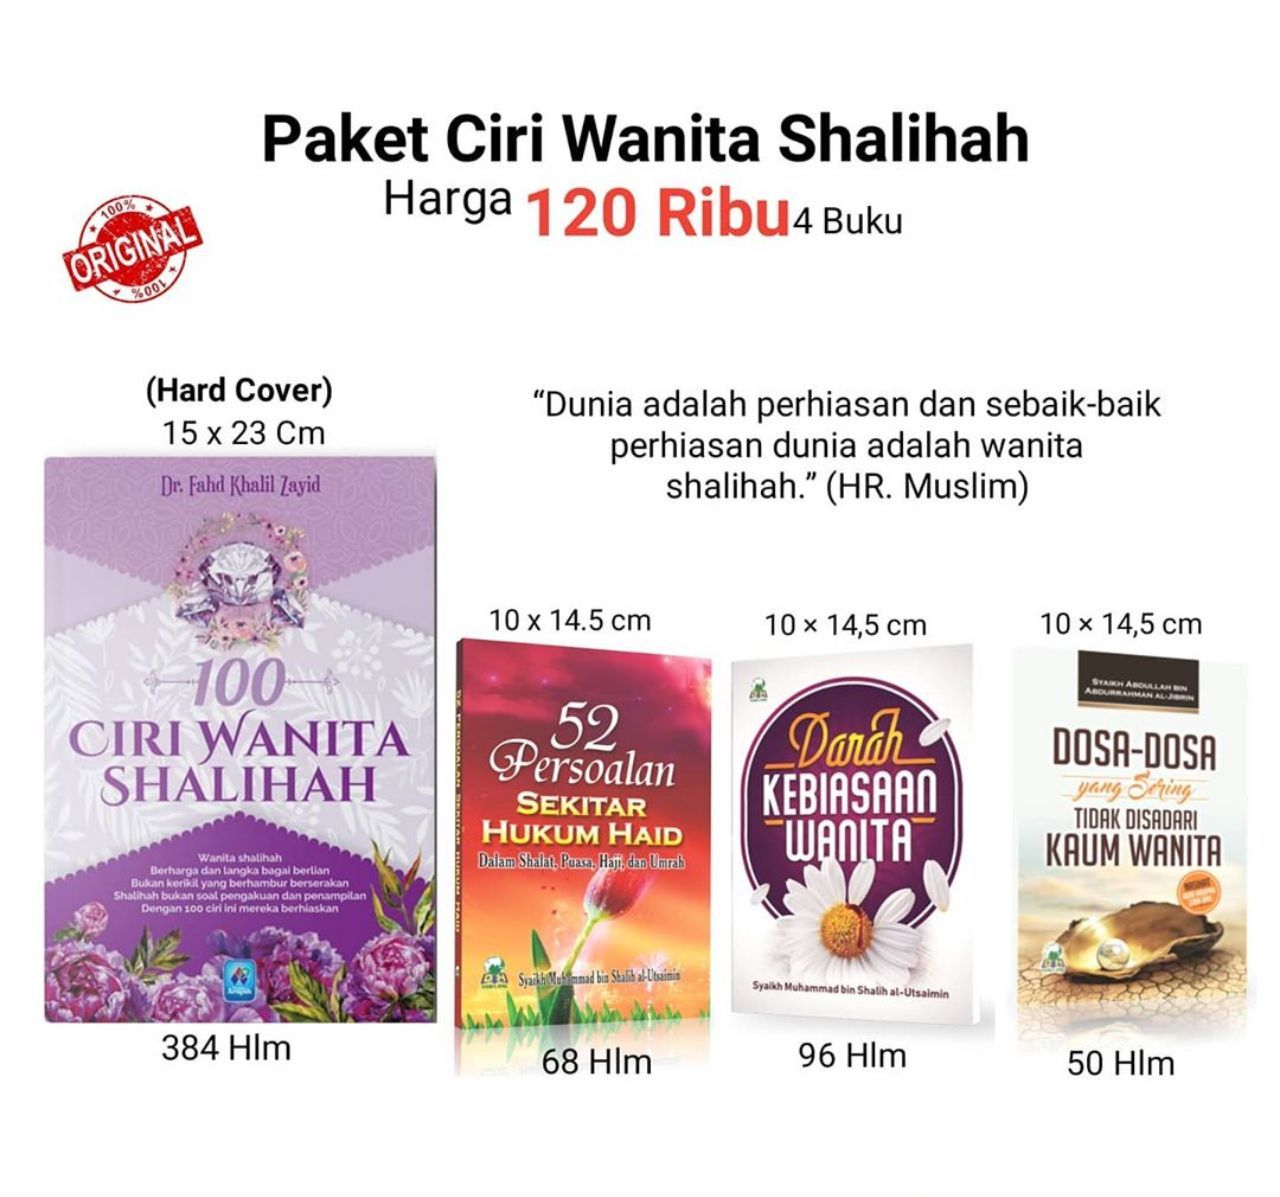 Paket Ciri Wanita Shalihah
Harga 120 Ribu 4 Buku
100%
ORIGINAL
100%
(Hard Cover)
15 x 23 Cm
“Dunia adalah perhiasan dan sebaik-baik
perhiasan dunia adalah wanita
shalihah.” (HR. Muslim)
Dr. Fahd Khalil Zayid
100
CIRI WANITA
SHALIHAH
Wanita shalihah
Berharga dan langka bagai berlian
Bukan kerikil yang berhambur berserakan
Shalihah bukan soal pengakuan dan penampilan
Dengan 100 ciri ini mereka berhiaskan
384 Hlm
10 x 14.5 cm
52 PERSOALAN SEKITAR HUKUM HAID
52
Persoalan
SEKITAR
HUKUM HAID
Dalam Shalat, Puasa, Haji, dan Umrah
Syaikh Muhammad bin Shalih al-Utsaimin
68 Hlm
10 × 14,5 cm
Darah
KEBIASAAN
WANITA
Syaikh Muhammad bin Shalih al-Utsaimin
96 Hlm
10 × 14,5 cm
SYAIKH ABDULLAH BIN
ABDURRAHMAN AL-JIBRIN
DOSA-DOSA
yang Sering
TIDAK DISADARI
KAUM WANITA
50 Hlm